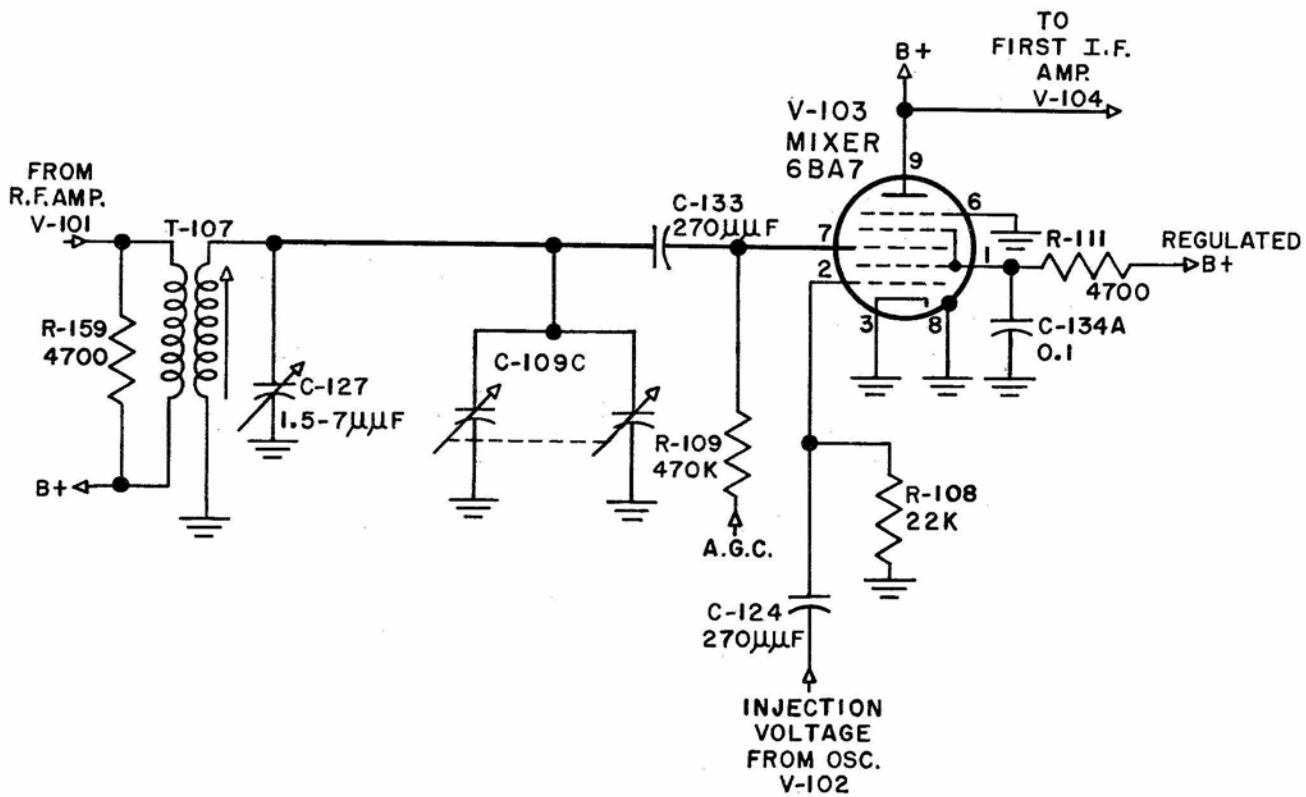 TO
FIRST I.F.
AMP.
V-104
B+
V-103
MIXER
6BA7
9
6
7
2
1
3
8
FROM
R.F. AMP.
V-101
T-107
C-133
270μμF
R-111
4700
REGULATED
B+
R-159
4700
C-127
1.5-7μμF
C-109C
C-134A
0.1
B+
R-109
470K
A.G.C.
R-108
22K
C-124
270μμF
INJECTION
VOLTAGE
FROM OSC.
V-102